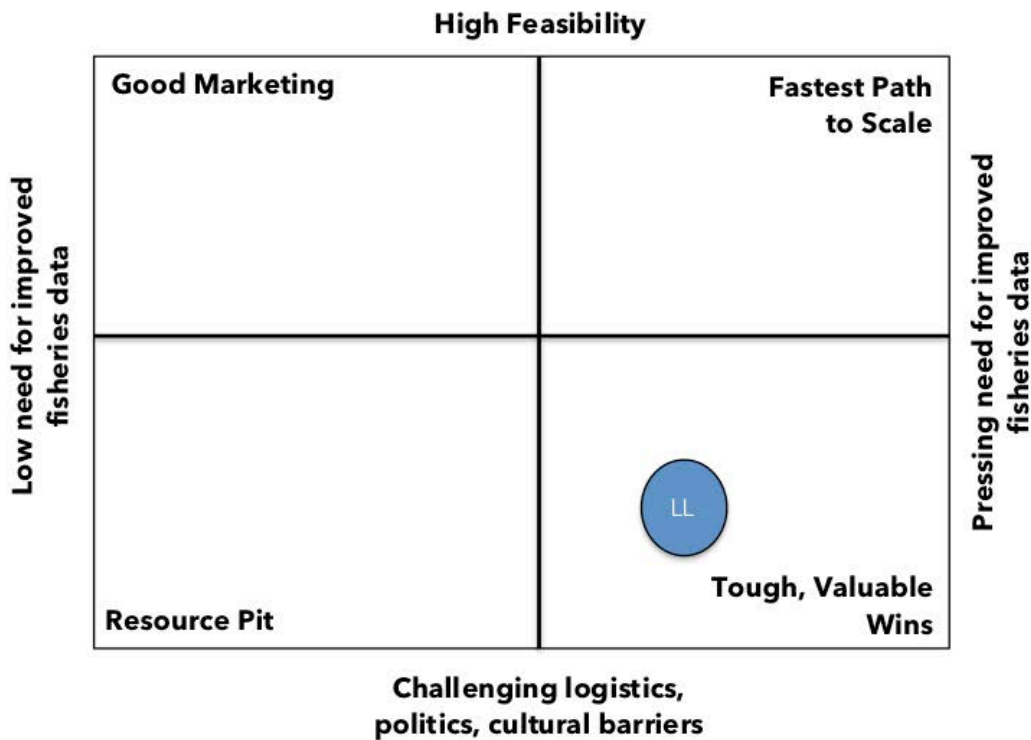 High Feasibility
Good Marketing
Fastest Path
to Scale
Low need for improved
fisheries data
Pressing need for improved
fisheries data
LL
Resource Pit
Tough, Valuable
Wins
Challenging logistics,
politics, cultural barriers